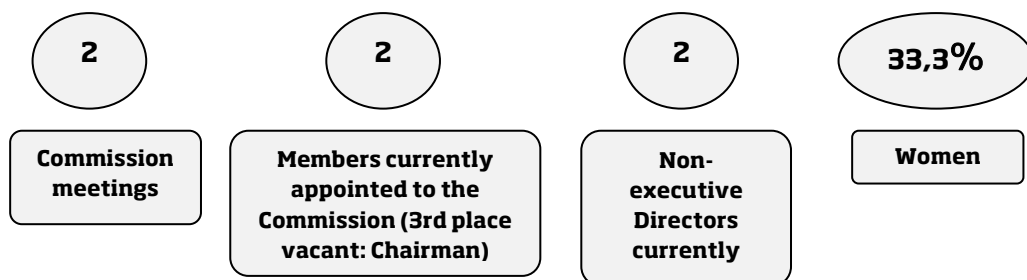 2
2
2
33,3%
Commission
meetings
Members currently
appointed to the
Commission (3rd place
vacant: Chairman)
Non-
executive
Directors
currently
Women